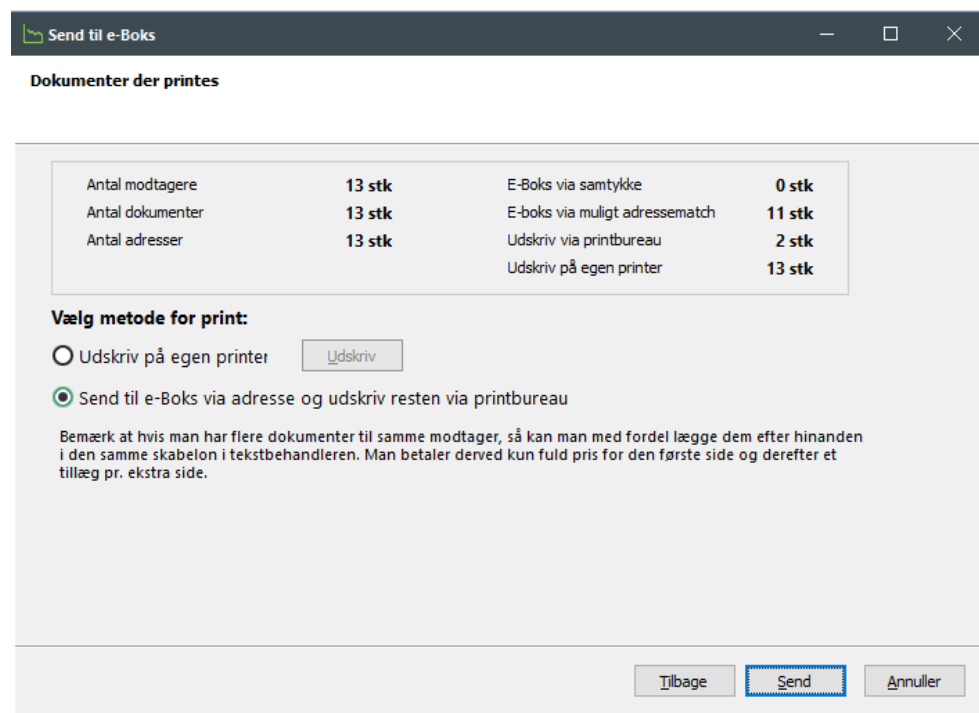 Send til e-Boks
Dokumenter der printes
Antal modtagere 13 stk E-Boks via samtykke 0 stk
Antal dokumenter 13 stk E-boks via muligt adressematch 11 stk
Antal adresser 13 stk Udskriv via printbureau 2 stk
Udskriv på egen printer 13 stk
Vælg metode for print:
Udskriv på egen printer Udskriv
Send til e-Boks via adresse og udskriv resten via printbureau
Bemærk at hvis man har flere dokumenter til samme modtager, så kan man med fordel lægge dem efter hinanden
i den samme skabelon i tekstbehandleren. Man betaler derved kun fuld pris for den første side og derefter et
tillæg pr. ekstra side.
Tilbage Send Annuller